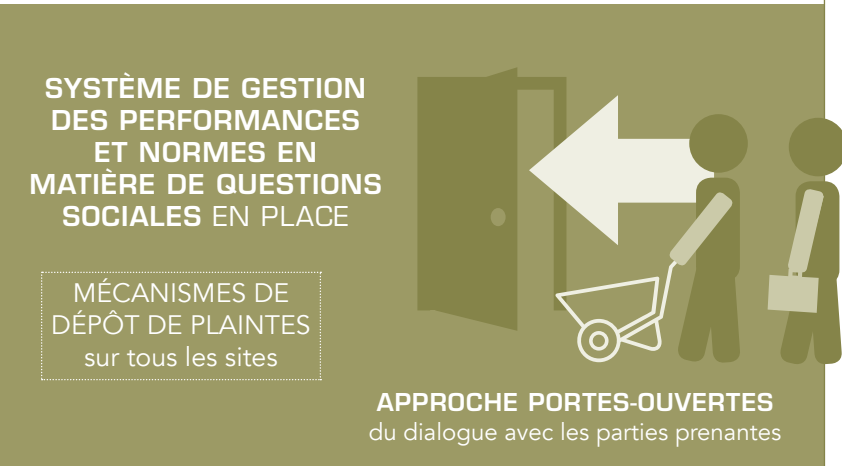 SYSTÈME DE GESTION
DES PERFORMANCES
ET NORMES EN
MATIÈRE DE QUESTIONS
SOCIALES EN PLACE
MÉCANISMES DE
DÉPÔT DE PLAINTES
sur tous les sites
APPROCHE PORTES-OUVERTES
du dialogue avec les parties prenantes